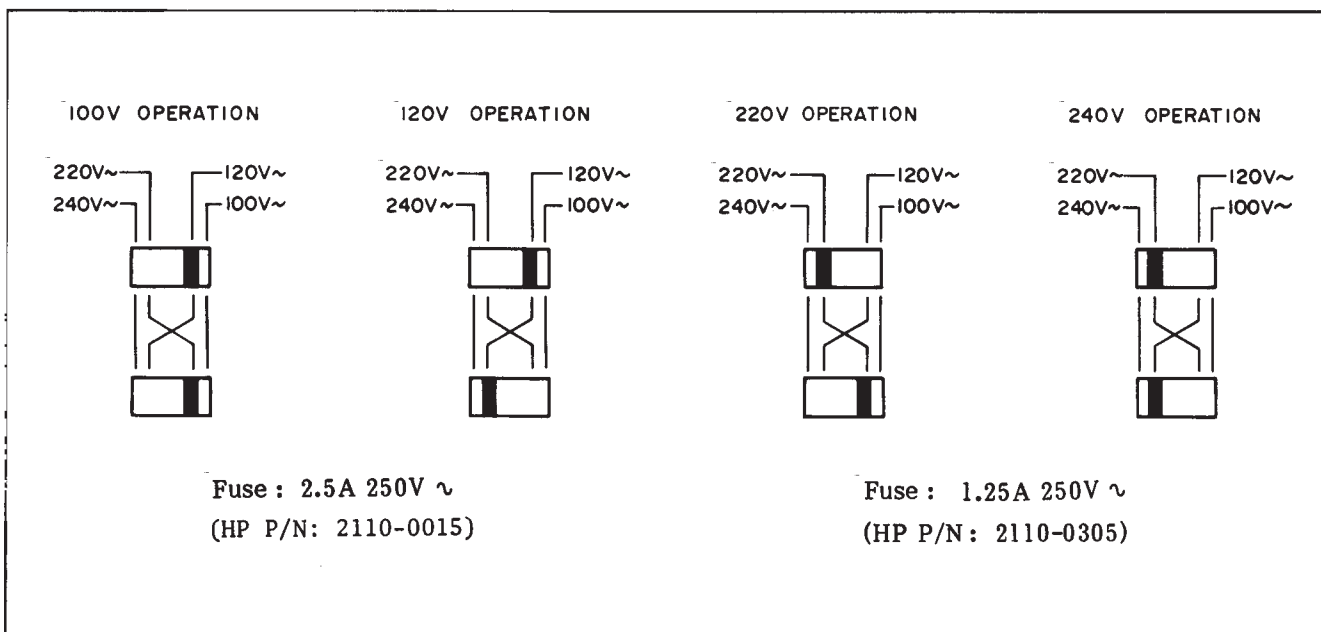 100V OPERATION
220V~ 120V~
240V~ 100V~
120V OPERATION
220V~ 120V~
240V~ 100V~
220V OPERATION
220V~ 120V~
240V~ 100V~
240V OPERATION
220V~ 120V~
240V~ 100V~
Fuse : 2.5A 250V ~
(HP P/N: 2110-0015)
Fuse : 1.25A 250V ~
(HP P/N: 2110-0305)